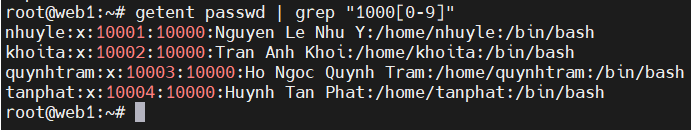 root@web1:~# getent passwd | grep "1000[0-9]"
nhuyle:x:10001:10000:Nguyen Le Nhu Y:/home/nhuyle:/bin/bash
khoita:x:10002:10000:Tran Anh Khoi:/home/khoita:/bin/bash
quynhtram:x:10003:10000:Ho Ngoc Quynh Tram:/home/quynhtram:/bin/bash
tanphat:x:10004:10000:Huynh Tan Phat:/home/tanphat:/bin/bash
root@web1:~#